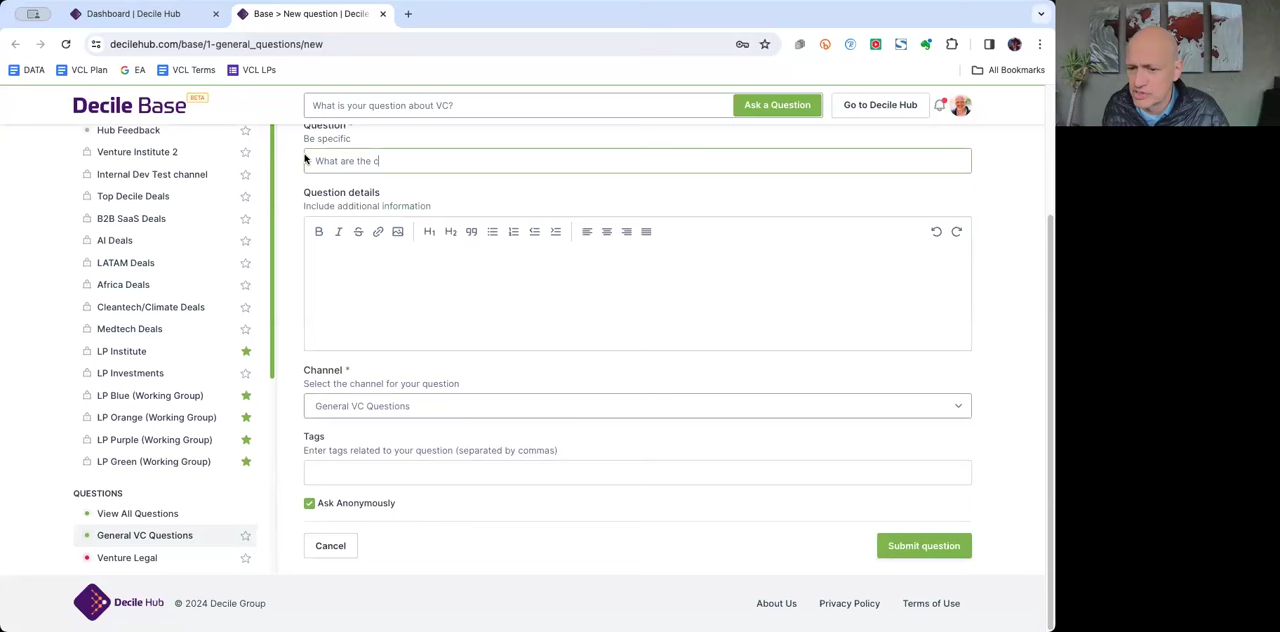 Dashboard | Decile Hub
Base > New question | Decile
decilehub.com/base/1-general_questions/new
DATA
VCL Plan
EA
VCL Terms
VCL LPs
All Bookmarks
Decile Base
BETA
What is your question about VC?
Ask a Question
Go to Decile Hub
Hub Feedback
Venture Institute 2
Internal Dev Test channel
Top Decile Deals
B2B SaaS Deals
AI Deals
LATAM Deals
Africa Deals
Cleantech/Climate Deals
Medtech Deals
LP Institute
LP Investments
LP Blue (Working Group)
LP Orange (Working Group)
LP Purple (Working Group)
LP Green (Working Group)
QUESTIONS
View All Questions
General VC Questions
Venture Legal
Question *
Be specific
What are the c
Question details
Include additional information
B I S H1 H2
Channel *
Select the channel for your question
General VC Questions
Tags
Enter tags related to your question (separated by commas)
Ask Anonymously
Cancel
Submit question
Decile Hub
© 2024 Decile Group
About Us
Privacy Policy
Terms of Use